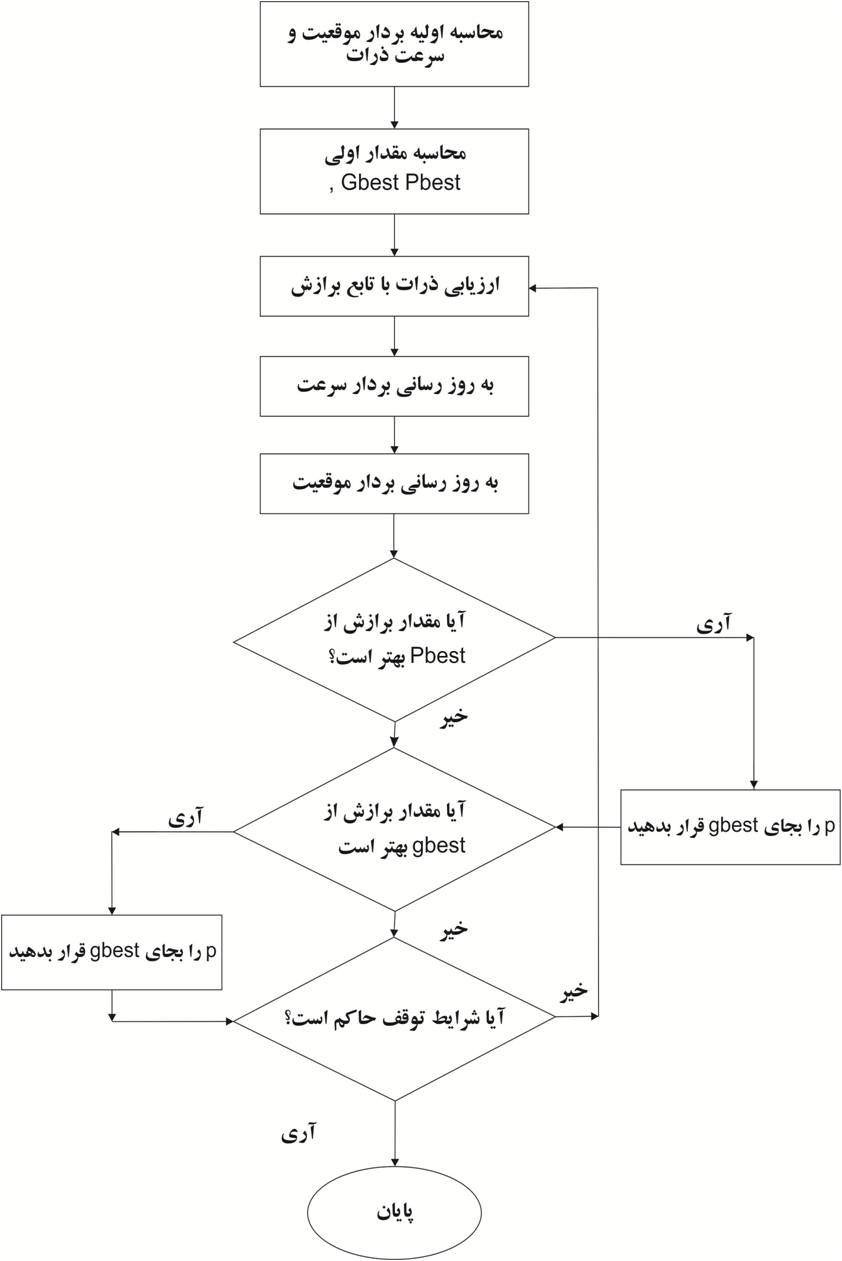 محاسبه اولیه بردار موقعیت و
سرعت ذرات
محاسبه مقدار اولی
, Gbest Pbest
ارزیابی ذرات با تابع برازش
به روز رسانی بردار سرعت
به روز رسانی بردار موقعیت
آیا مقدار برازش از
Pbest بهتر است؟
آری
خیر
p را بجای gbest قرار بدهید
آیا مقدار برازش از
gbest بهتر است
آری
خیر
p را بجای gbest قرار بدهید
آیا شرایط توقف حاکم است؟
خیر
آری
پایان